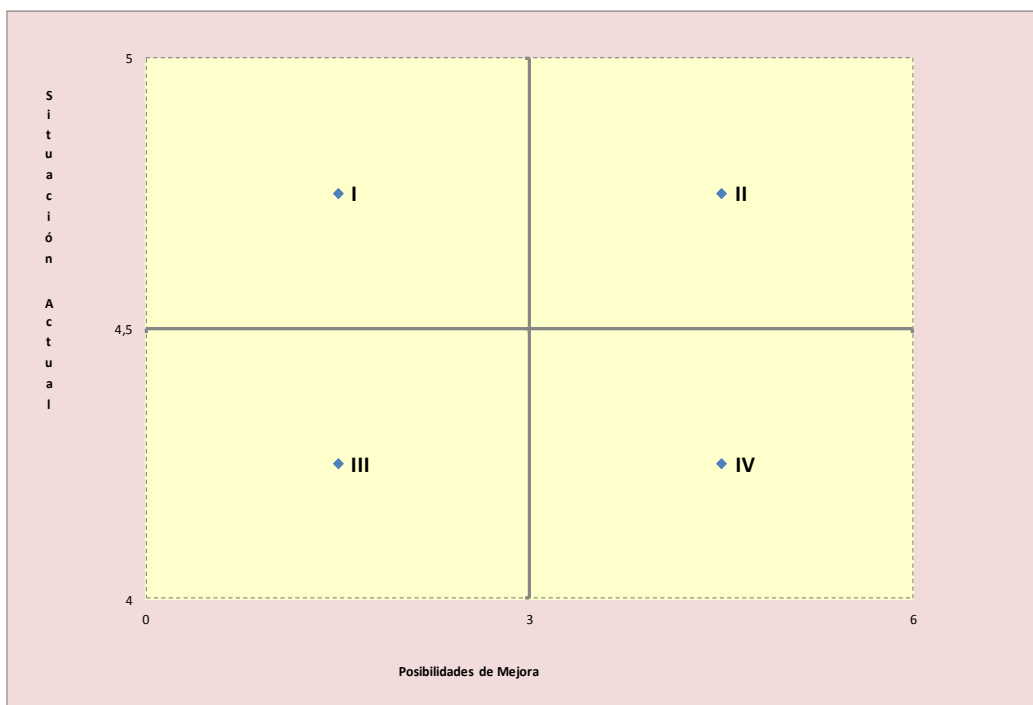 5
Situación Actual
I
II
4,5
III
IV
4
0
3
6
Posibilidades de Mejora